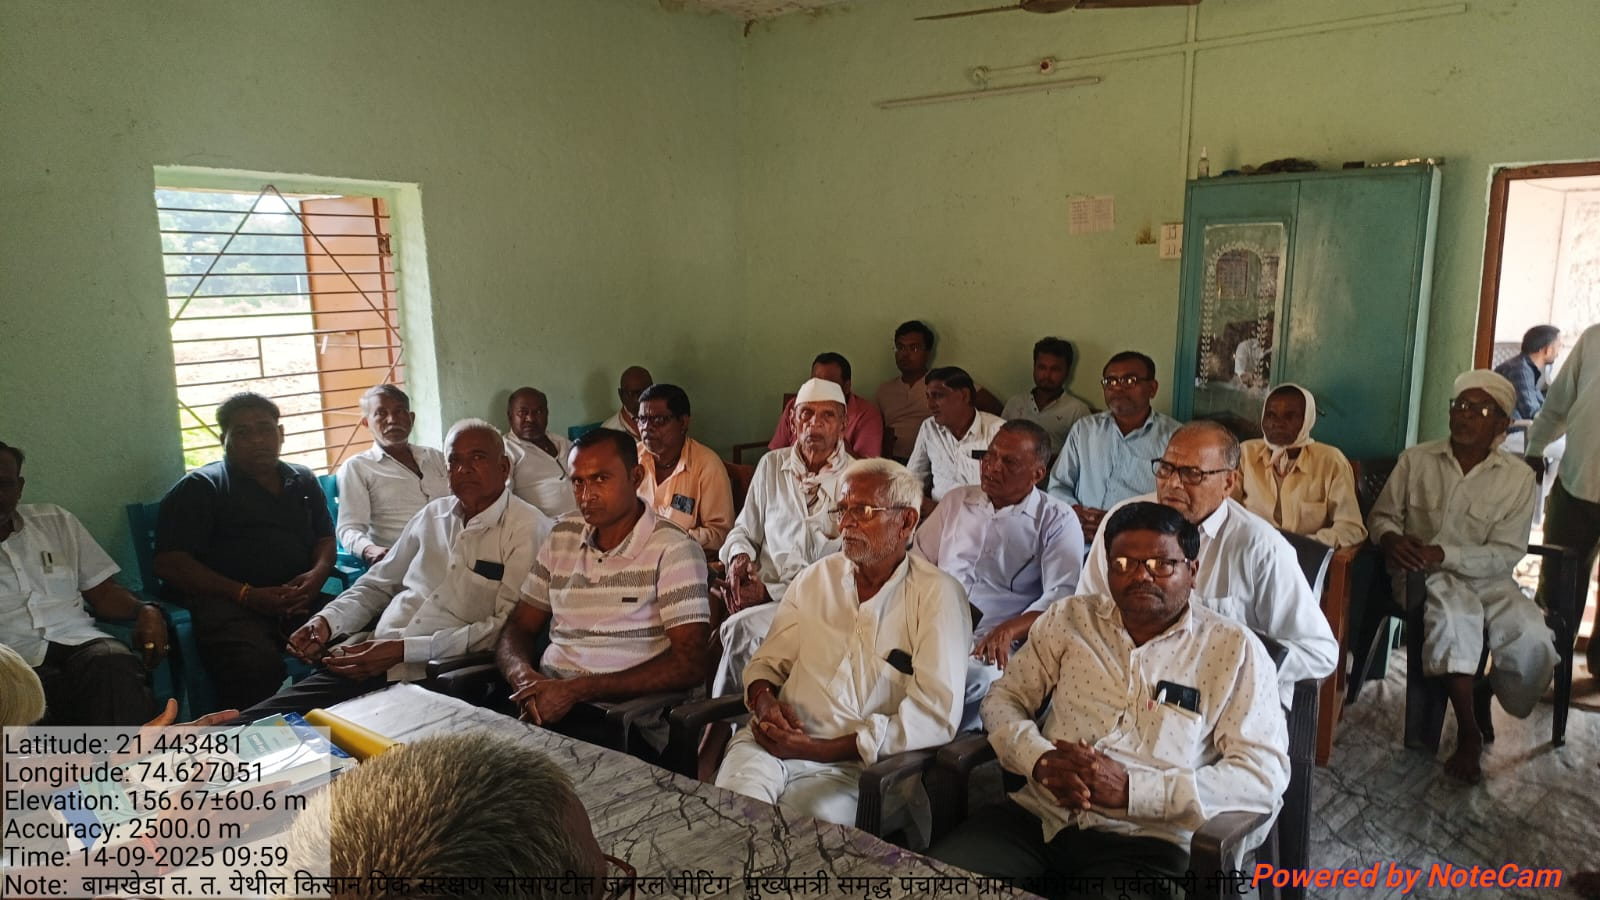 Latitude: 21.443481
Longitude: 74.627051
Elevation: 156.67±60.6 m
Accuracy: 2500.0 m
Time: 14-09-2025 09:59
Note: बामखेडा त. त. येथील किसान पिक संरक्षण सोसायटीत जनरल मीटिंग मुख्यमंत्री समृद्ध पंचायत ग्राम अभियान पूर्वतयारी मीटिंग
Powered by NoteCam